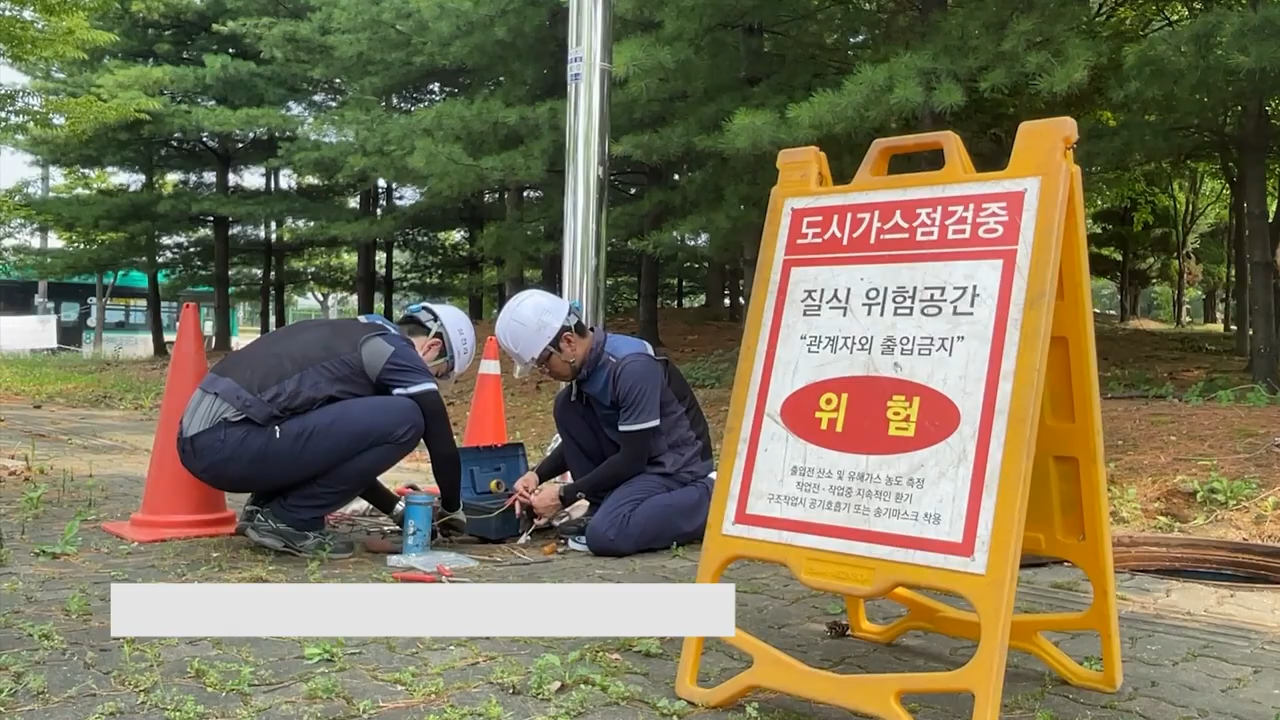 도시가스점검중
질식 위험공간
“관계자외 출입금지”
위 험
출업전 산소 및 유해가스 농도 측정
작업전 - 작업중 지속적인 환기
구조작업시 공기호흡기 또는 송기마스크 착용